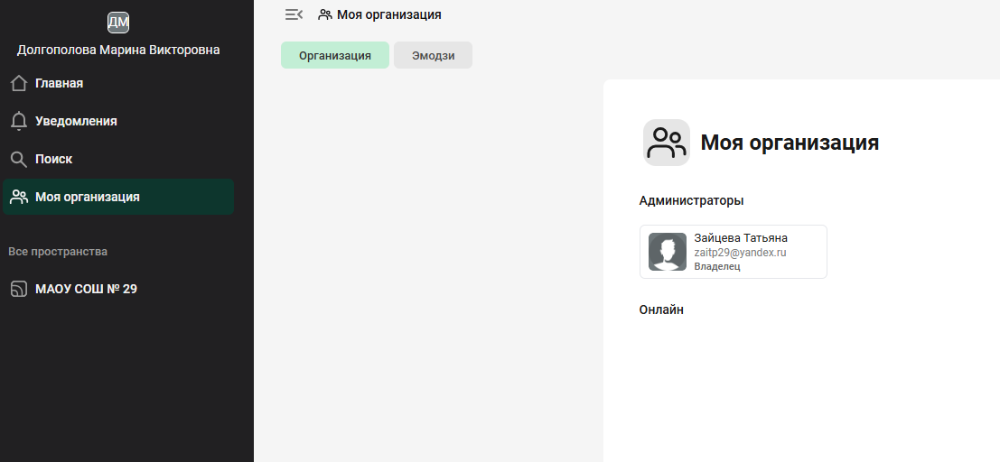 ДМ
Долгополова Марина Викторовна
Главная
Уведомления
Поиск
Моя организация
Все пространства
МАОУ СОШ № 29
Моя организация
Организация
Эмодзи
Моя организация
Администраторы
Зайцева Татьяна
zaitp29@yandex.ru
Владелец
Онлайн